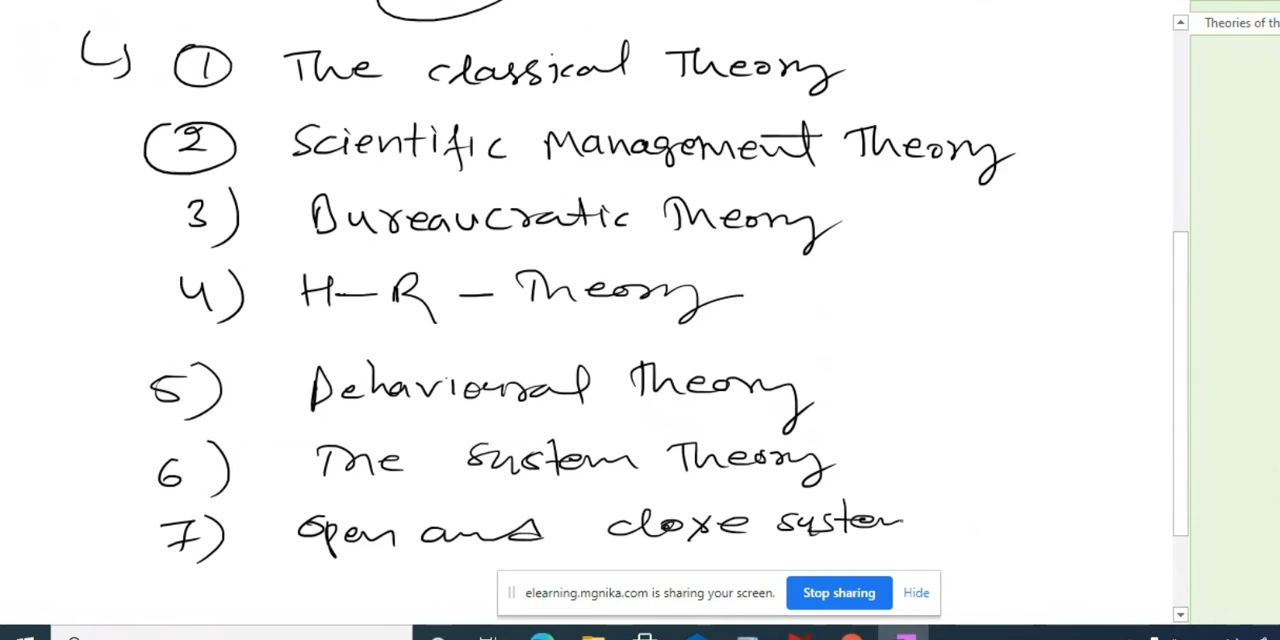 Theories of th
1 The classical Theory
2 Scientific Management Theory
3) Bureaucratic Theory
4) H-R- Theory
5) Behavioural Theory
6) The system Theory
7) open and close system
elearning.mgnika.com is sharing your screen. Stop sharing Hide